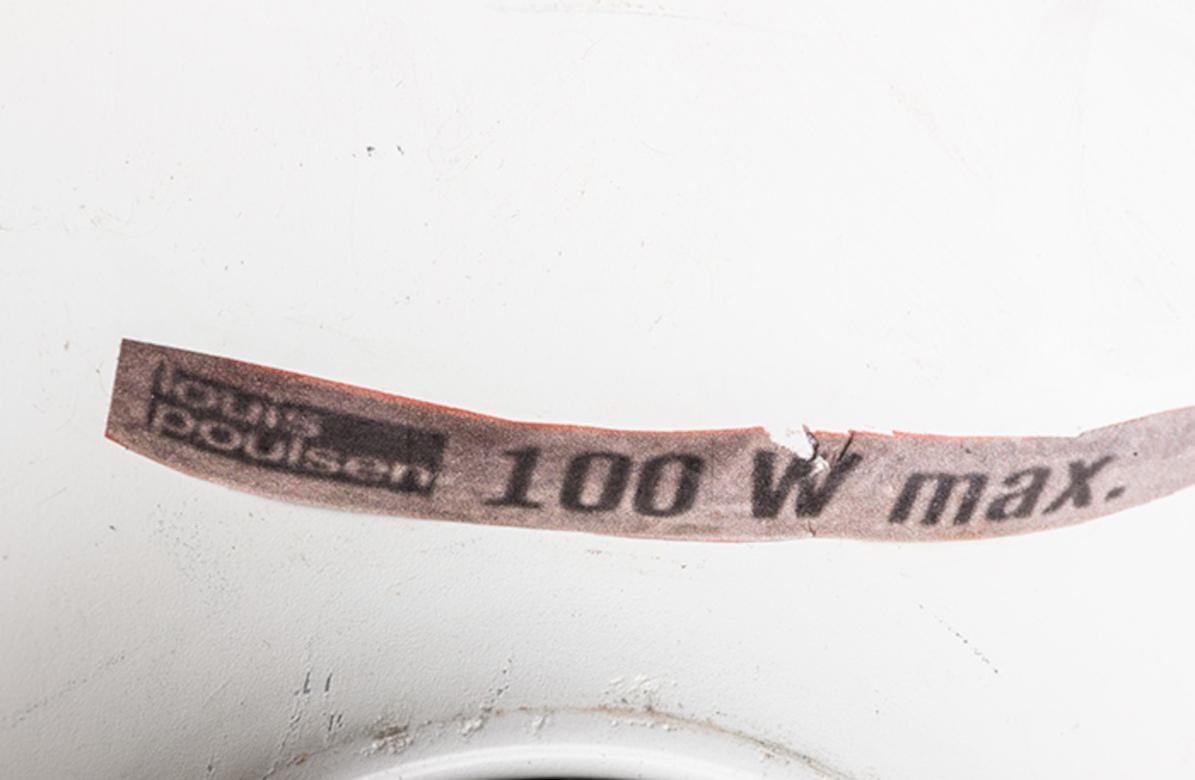 louis
poulsen
100 W max.